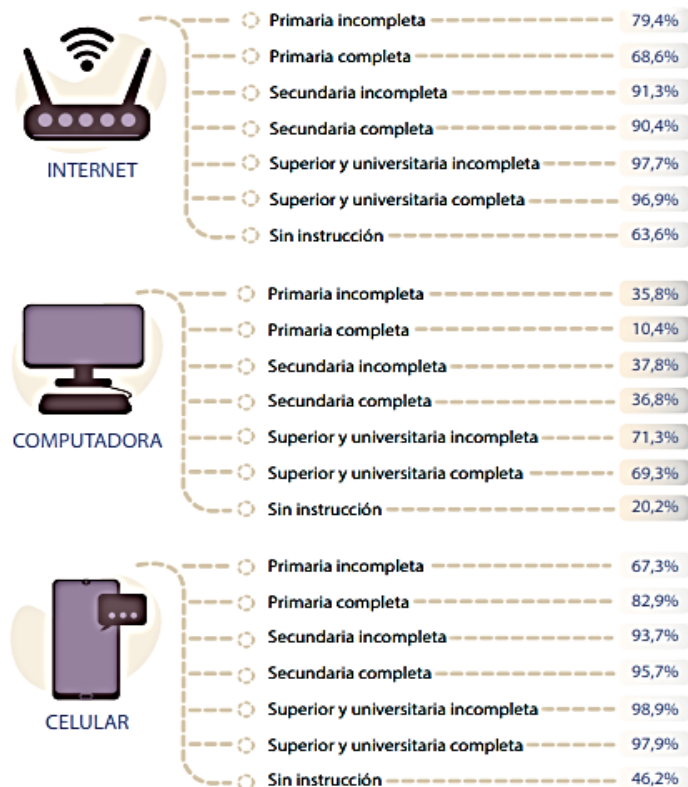 Primaria incompleta 79,4%
Primaria completa 68,6%
Secundaria incompleta 91,3%
Secundaria completa 90,4%
Superior y universitaria incompleta 97,7%
Superior y universitaria completa 96,9%
Sin instrucción 63,6%
INTERNET
Primaria incompleta 35,8%
Primaria completa 10,4%
Secundaria incompleta 37,8%
Secundaria completa 36,8%
Superior y universitaria incompleta 71,3%
Superior y universitaria completa 69,3%
Sin instrucción 20,2%
COMPUTADORA
Primaria incompleta 67,3%
Primaria completa 82,9%
Secundaria incompleta 93,7%
Secundaria completa 95,7%
Superior y universitaria incompleta 98,9%
Superior y universitaria completa 97,9%
Sin instrucción 46,2%
CELULAR